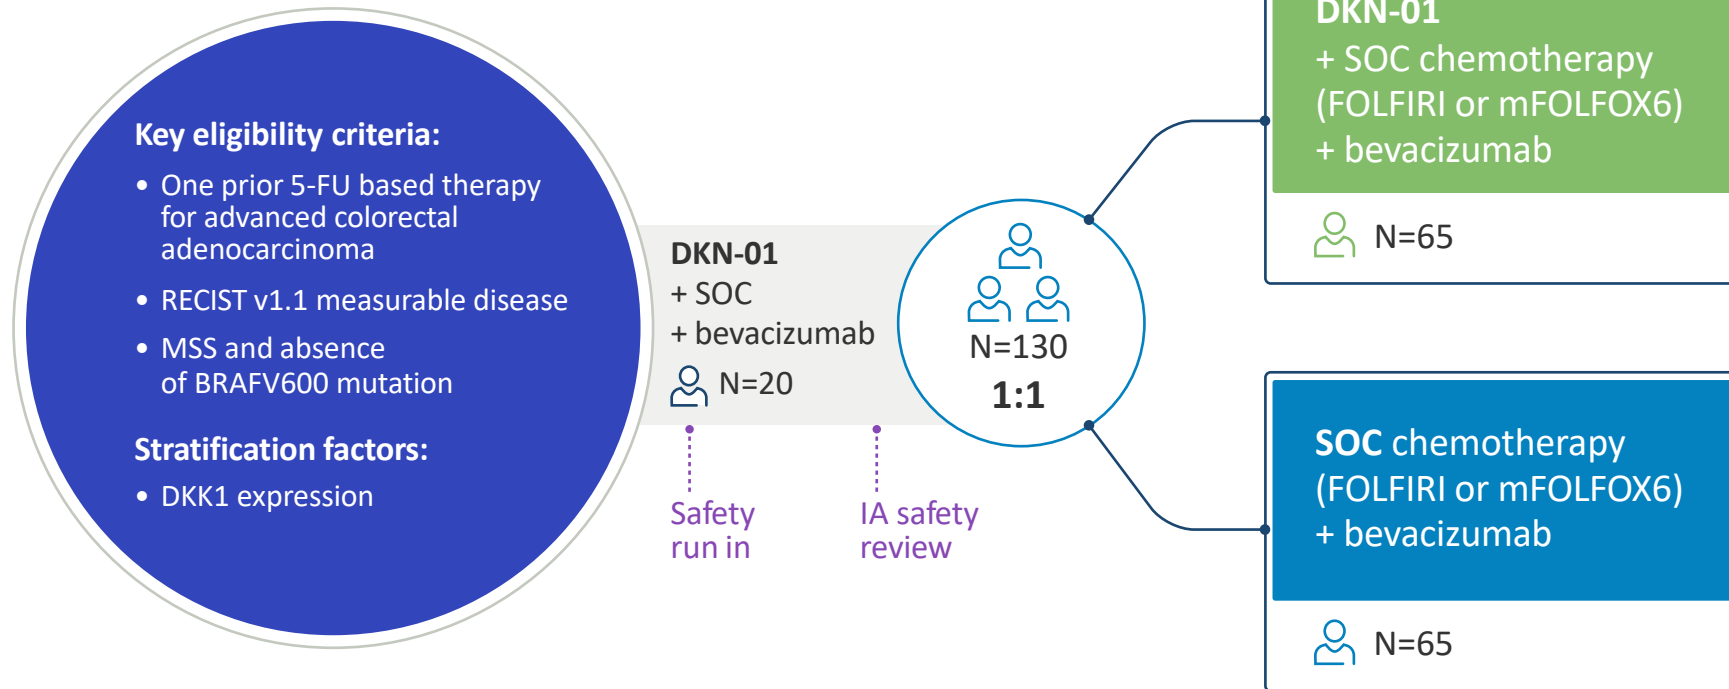 Key eligibility criteria:
• One prior 5-FU based therapy
for advanced colorectal
adenocarcinoma
• RECIST v1.1 measurable disease
• MSS and absence
of BRAFV600 mutation
Stratification factors:
• DKK1 expression
DKN-01
+ SOC
+ bevacizumab
N=20
Safety
run in
IA safety
review
N=130
1:1
DKN-01
+ SOC chemotherapy
(FOLFIRI or mFOLFOX6)
+ bevacizumab
N=65
SOC chemotherapy
(FOLFIRI or mFOLFOX6)
+ bevacizumab
N=65